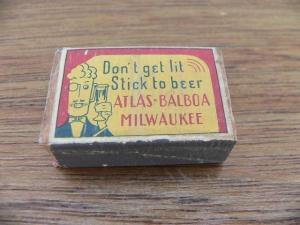 Don't get lit
Stick to beer
ATLAS-BALBOA
MILWAUKEE